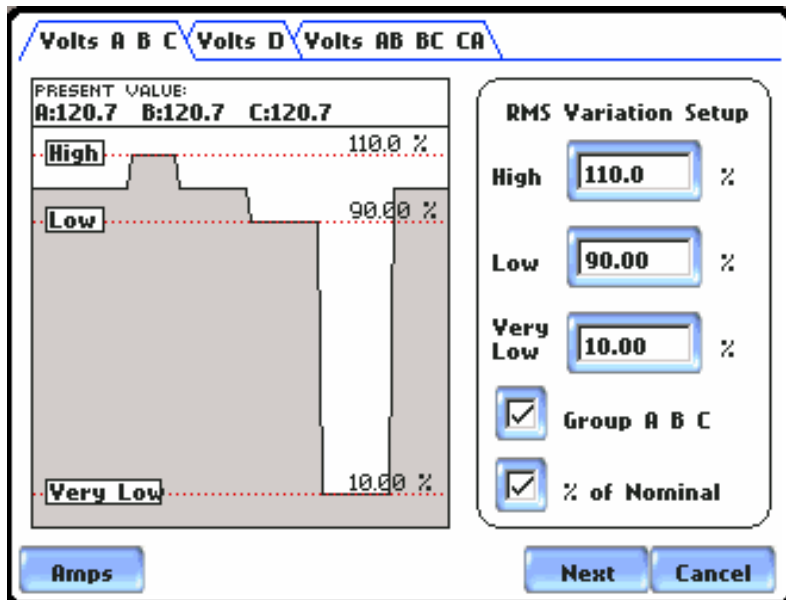 Volts A B C Volts D Volts AB BC CA
PRESENT VALUE:
A:120.7 B:120.7 C:120.7
High 110.0 %
Low 90.00 %
Very Low 10.00 %
RMS Variation Setup
High 110.0 %
Low 90.00 %
Very
Low 10.00 %
Group A B C
% of Nominal
Amps Next Cancel